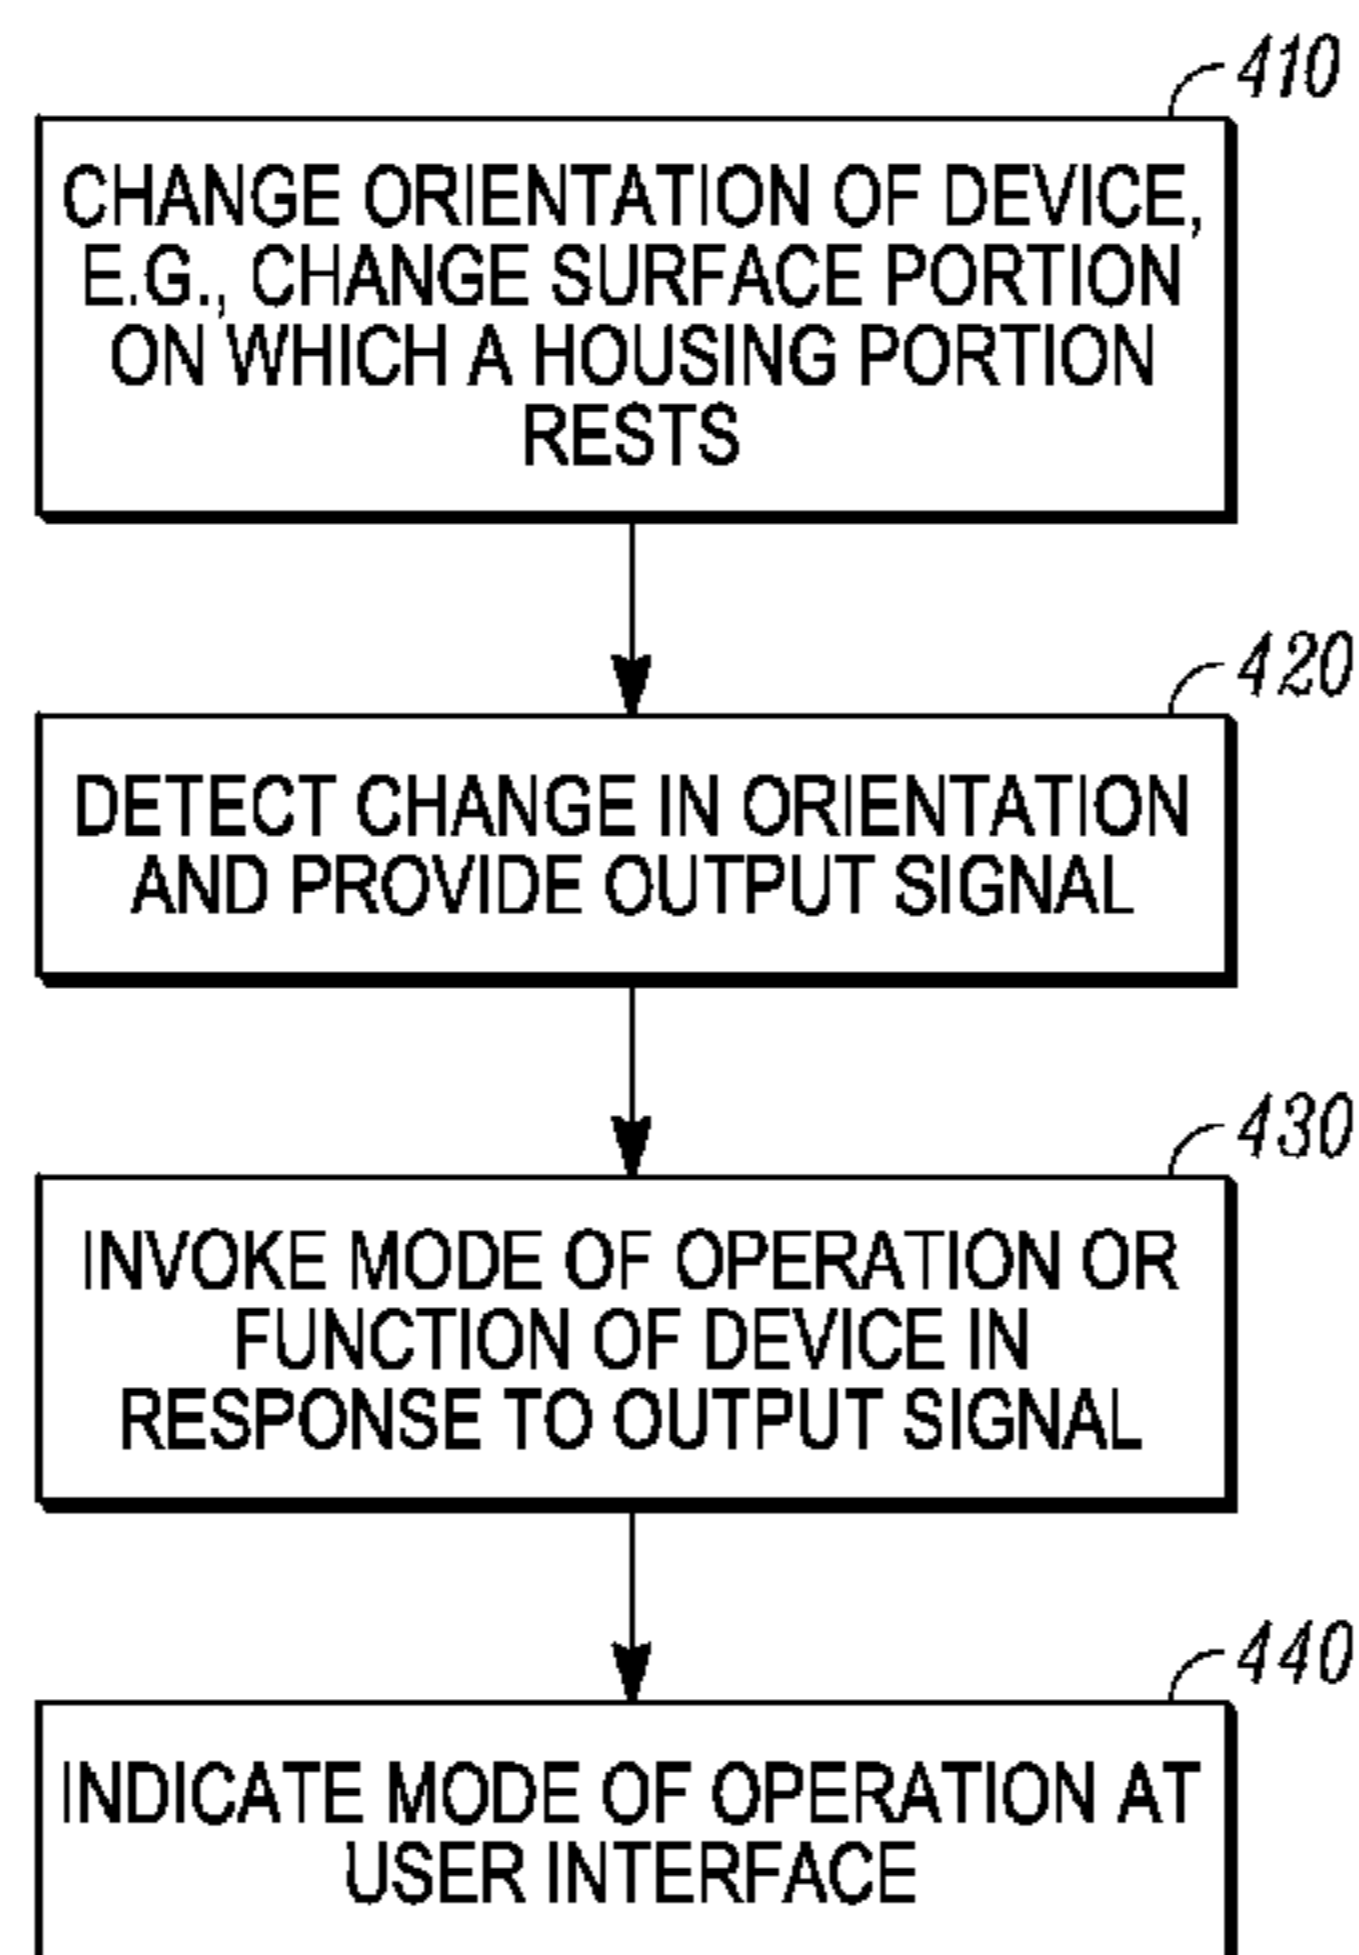 410
CHANGE ORIENTATION OF DEVICE,
E.G., CHANGE SURFACE PORTION
ON WHICH A HOUSING PORTION
RESTS
420
DETECT CHANGE IN ORIENTATION
AND PROVIDE OUTPUT SIGNAL
430
INVOKE MODE OF OPERATION OR
FUNCTION OF DEVICE IN
RESPONSE TO OUTPUT SIGNAL
440
INDICATE MODE OF OPERATION AT
USER INTERFACE